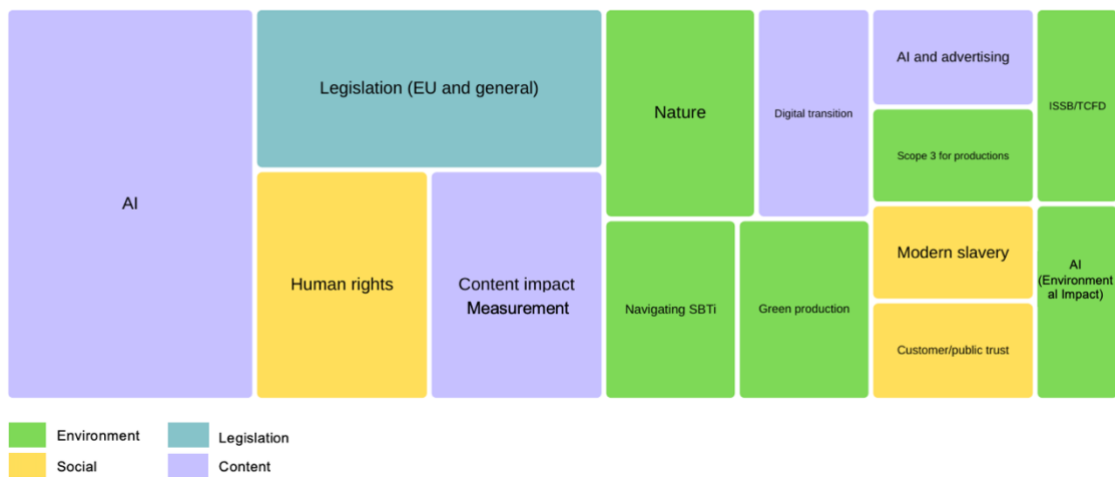 AI
Legislation (EU and general)
Human rights
Content impact
Measurement
Nature
Digital transition
Navigating SBTi
Green production
AI and advertising
Scope 3 for productions
Modern slavery
Customer/public trust
ISSB/TCFD
AI
(Environment
al Impact)
Environment
Legislation
Social
Content